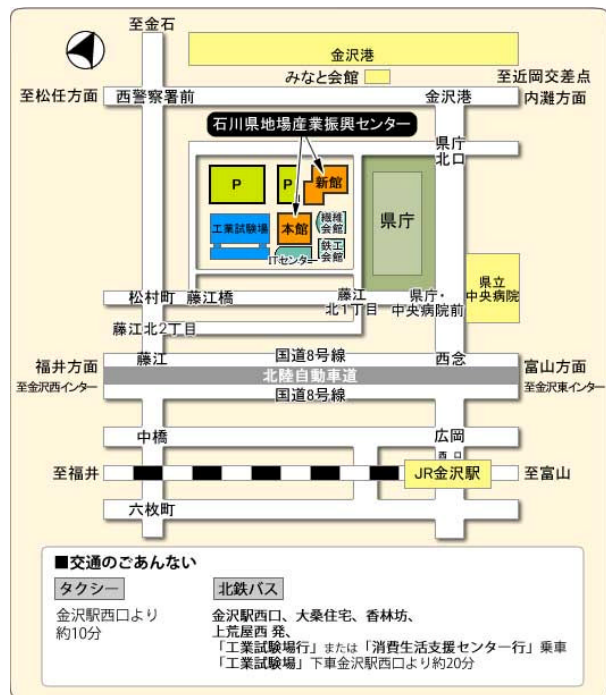 至金石
金沢港
みなと会館
至近岡交差点
至松任方面
西警察署前
金沢港
内灘方面
石川県地場産業振興センター
県庁
北口
P
P
新館
工業試験場
本館
繊維
会館
県庁
鉄工
会館
ITセンター
県立
中央病院
松村町
藤江橋
藤江
北1丁目
県庁・
中央病院前
藤江北2丁目
福井方面
藤江
国道8号線
西念
富山方面
至金沢西インター
北陸自動車道
至金沢東インター
国道8号線
中橋
広岡
西口
至福井
JR金沢駅
至富山
六枚町
■交通のごあんない
タクシー
金沢駅西口より
約10分
北鉄バス
金沢駅西口、大桑住宅、香林坊、
上荒屋西 発、
「工業試験場行」または「消費生活支援センター行」乗車
「工業試験場」下車金沢駅西口より約20分